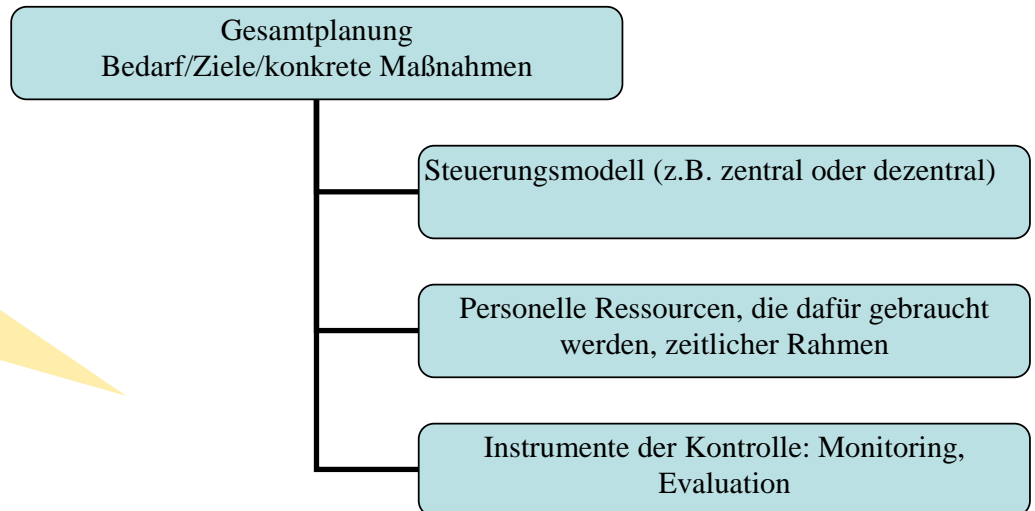 Gesamtplanung
Bedarf/Ziele/konkrete Maßnahmen
Steuerungsmodell (z.B. zentral oder dezentral)
Personelle Ressourcen, die dafür gebraucht
werden, zeitlicher Rahmen
Instrumente der Kontrolle: Monitoring,
Evaluation